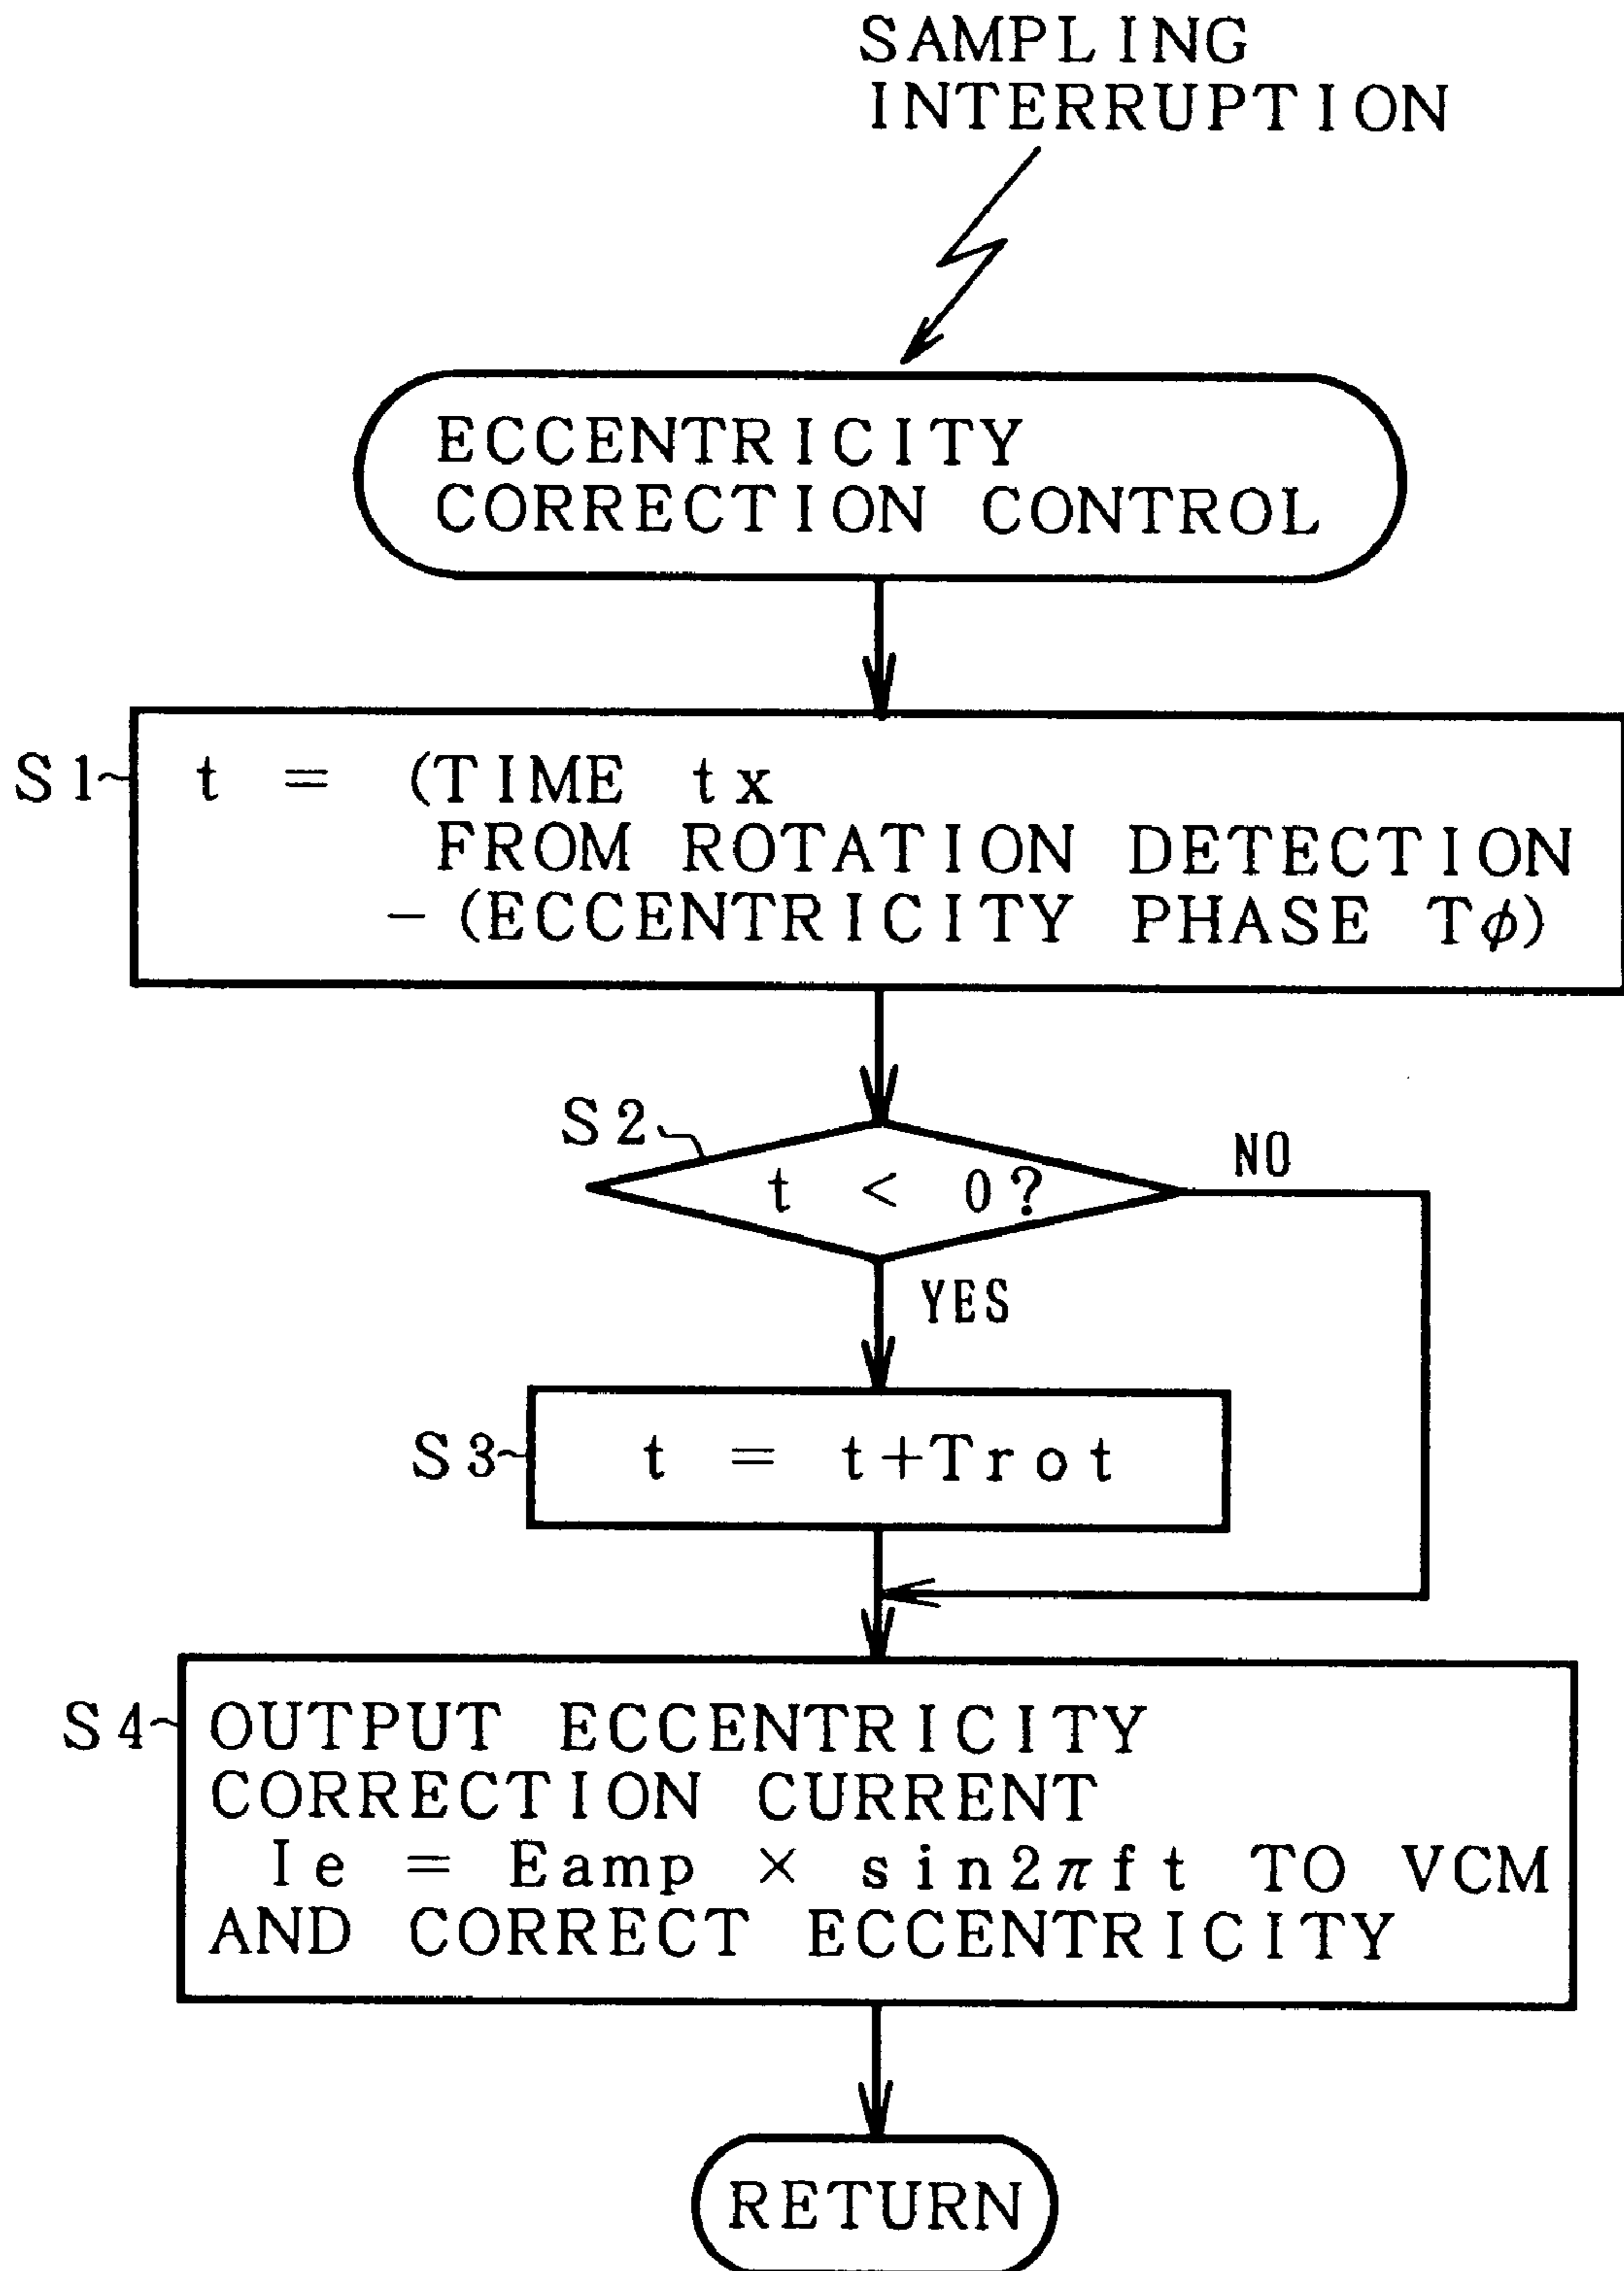 SAMPLING
INTERRUPTION
ECCENTRICITY
CORRECTION CONTROL
S1
t = (TIME tx
FROM ROTATION DETECTION
- (ECCENTRICITY PHASE Tφ)
S2
t < 0?
NO
YES
S3
t = t+Trot
S4
OUTPUT ECCENTRICITY
CORRECTION CURRENT
Ie = Eamp × sin2πft TO VCM
AND CORRECT ECCENTRICITY
RETURN